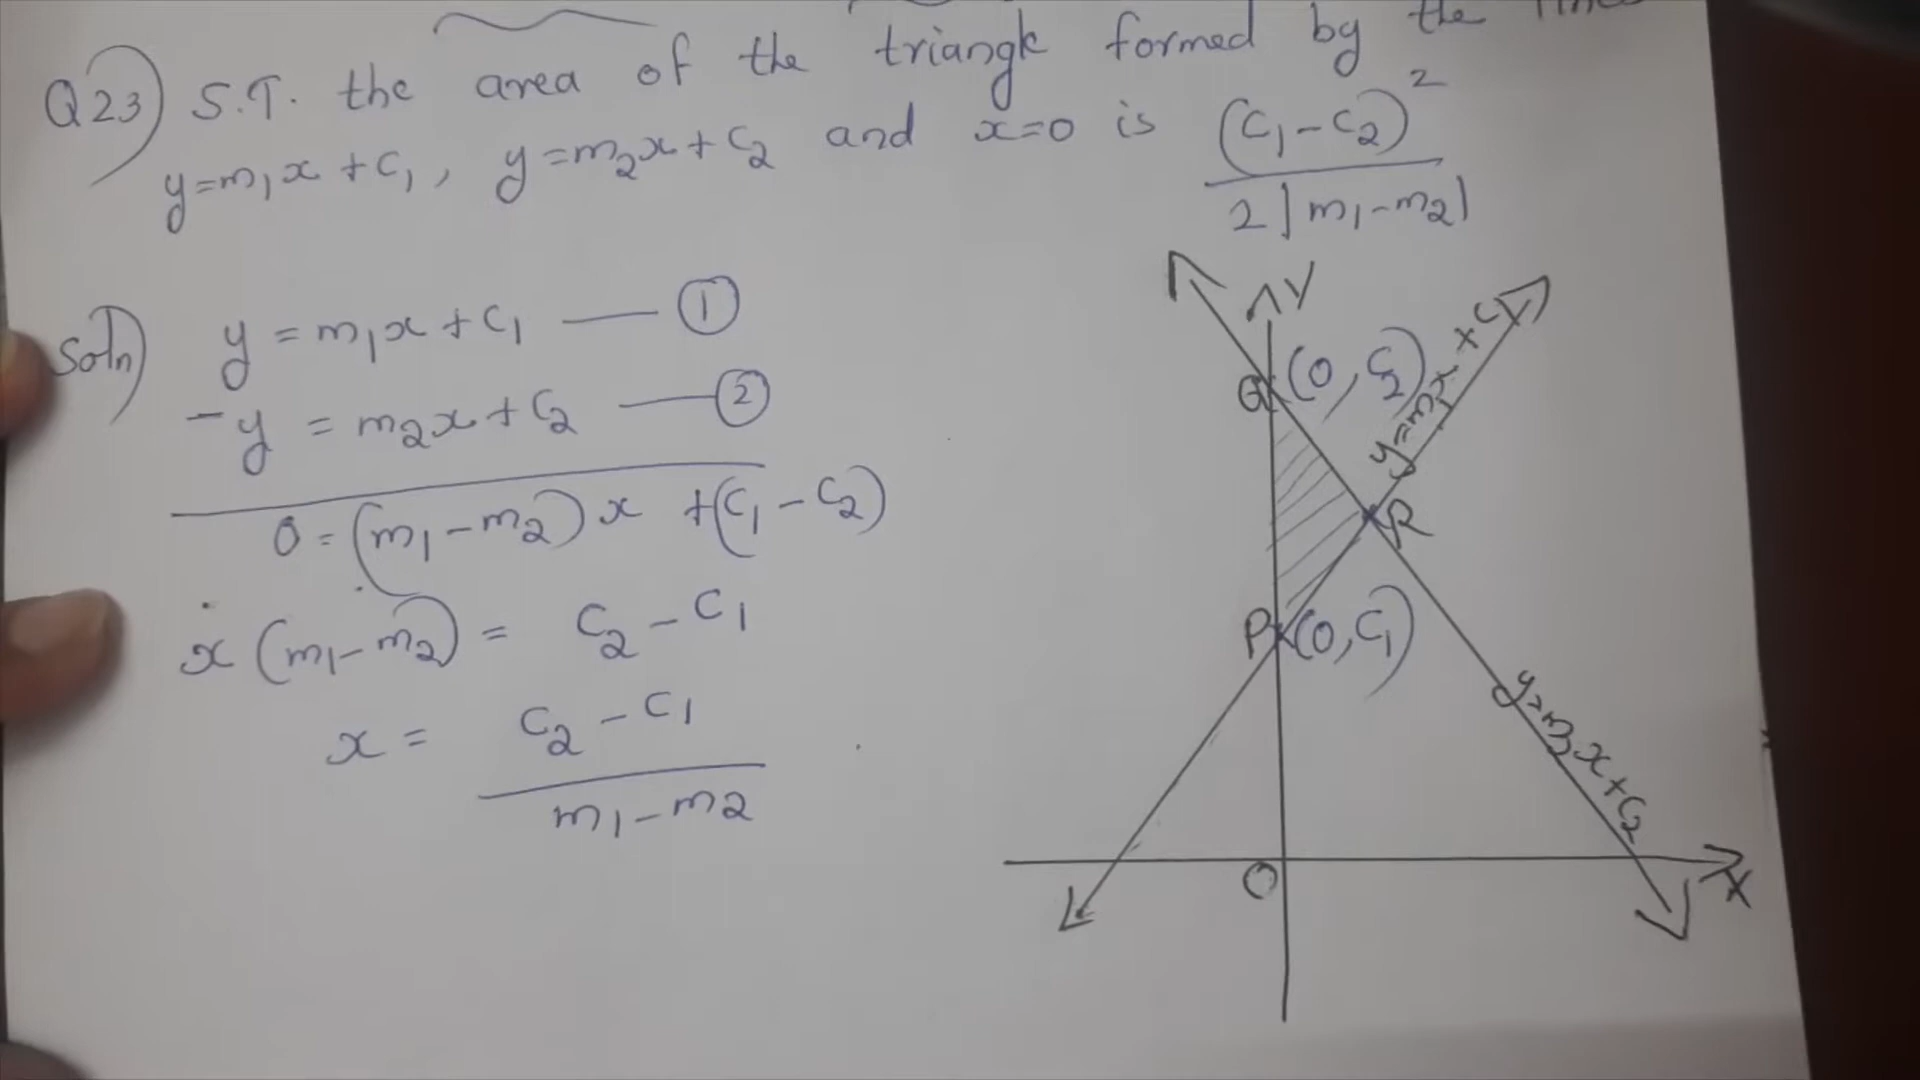 Q23) S.T. the area of the triangle formed by the
y=m₁x + c₁, y=m₂x + c₂ and x=0 is (c₁-c₂)² / 2|m₁-m₂|
Soln) y = m₁x + c₁ —— ①
-y = m₂x + c₂ —— ②
0 = (m₁-m₂)x + (c₁-c₂)
x(m₁-m₂) = c₂-c₁
x = c₂-c₁ / m₁-m₂
Y
Q (0, c₂)
y=m₁x + c₁
R
P (0, c₁)
y=m₂x+c₂
O
X